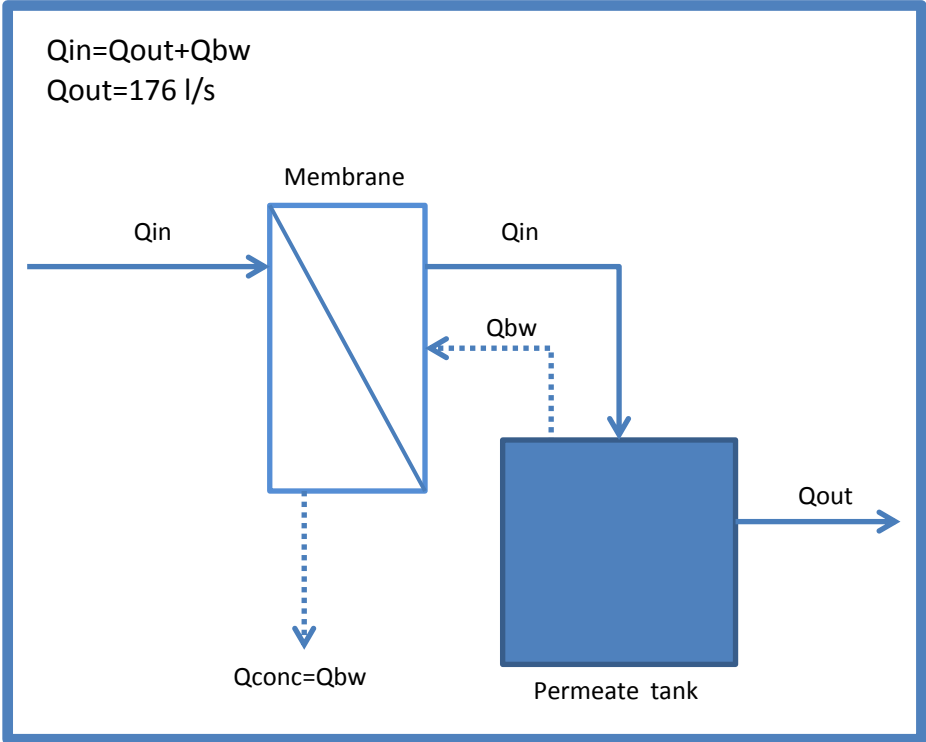 Qin=Qout+Qbw
Qout=176 l/s
Membrane
Qin
Qin
Qbw
Qout
Qconc=Qbw
Permeate tank